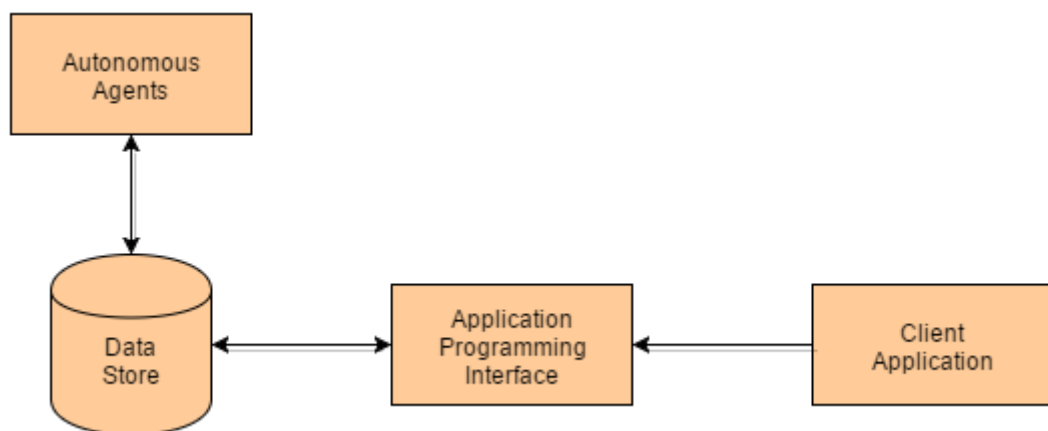 Autonomous
Agents
Data
Store
Application
Programming
Interface
Client
Application